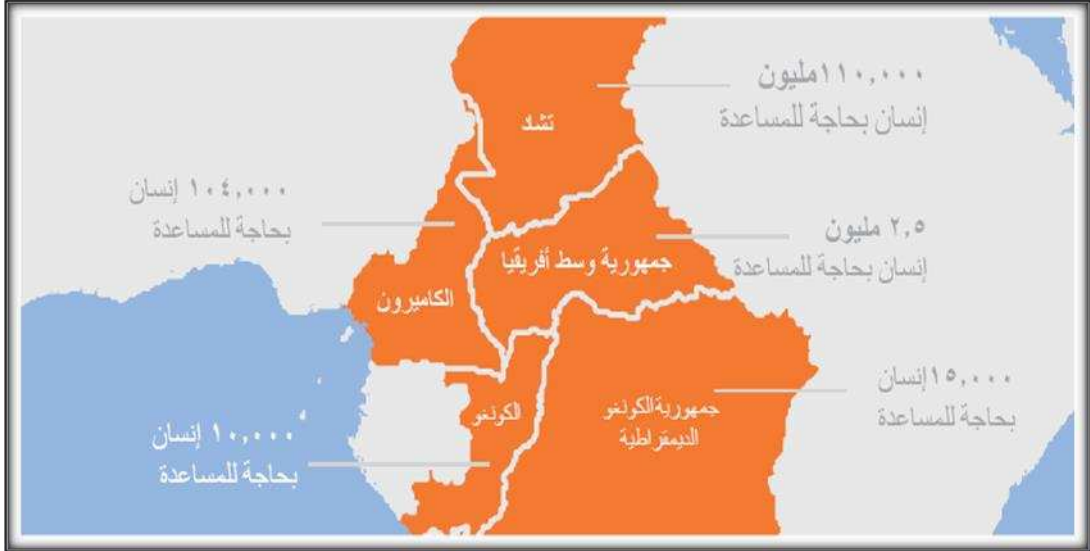 ١١٠,٠٠٠مليون
إنسان بحاجة للمساعدة
تشاد
١٠٤,٠٠٠ إنسان
بحاجة للمساعدة
٢,٥ مليون
إنسان بحاجة للمساعدة
جمهورية وسط أفريقيا
الكاميرون
١٥,٠٠٠إنسان
بحاجة للمساعدة
جمهورية الكونغو
الديمقراطية
الكونغو
١٠,٠٠٠ إنسان
بحاجة للمساعدة